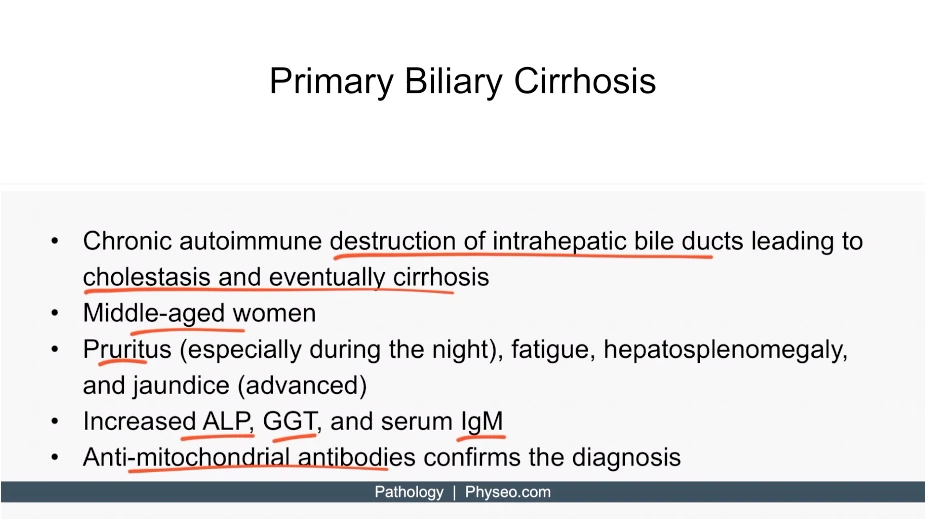 Primary Biliary Cirrhosis
• Chronic autoimmune destruction of intrahepatic bile ducts leading to
cholestasis and eventually cirrhosis
• Middle-aged women
• Pruritus (especially during the night), fatigue, hepatosplenomegaly,
and jaundice (advanced)
• Increased ALP, GGT, and serum IgM
• Anti-mitochondrial antibodies confirms the diagnosis
Pathology | Physeo.com